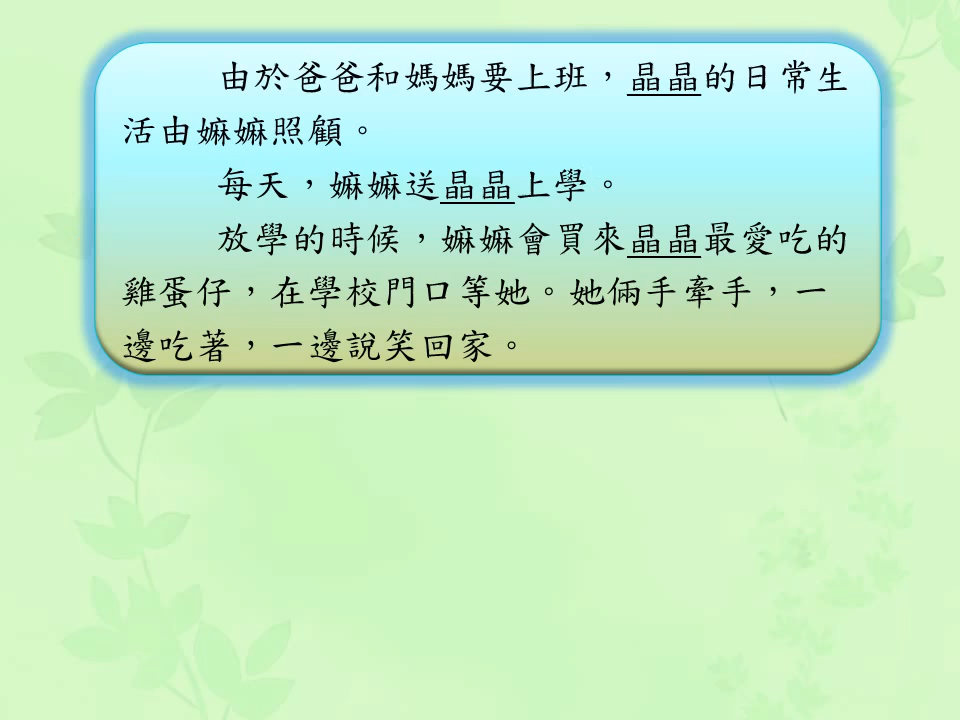 由於爸爸和媽媽要上班，晶晶的日常生
活由嫲嫲照顧。
每天，嫲嫲送晶晶上學。
放學的時候，嫲嫲會買來晶晶最愛吃的
雞蛋仔，在學校門口等她。她倆手牽手，一
邊吃著，一邊說笑回家。